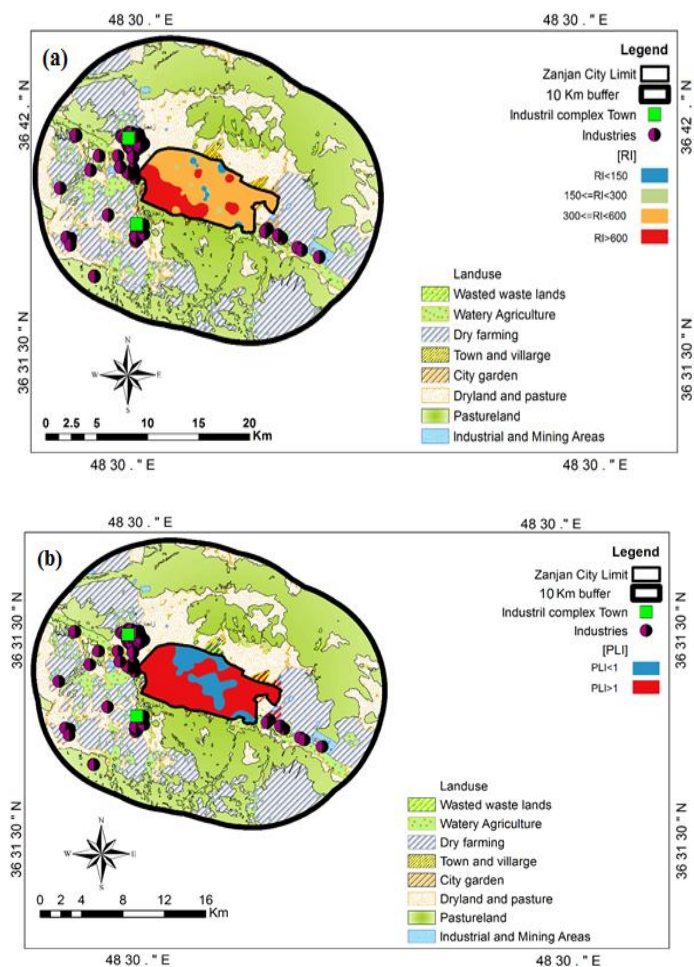 48 30 . " E 48 30 . " E
(a)
Legend
Zanjan City Limit
10 Km buffer
Industril complex Town
Industries
[RI]
RI<150
150<=RI<300
300<=RI<600
RI>600
36 42 . " N
36 42 . " N
Landuse
Wasted waste lands
Watery Agriculture
Dry farming
Town and villarge
City garden
Dryland and pasture
Pastureland
Industrial and Mining Areas
36 31 30 " N
36 31 30 " N
N
W E
S
0 2.5 5 10 15 20
Km
48 30 . " E 48 30 . " E
48 30 . " E 48 30 . " E
(b)
Legend
Zanjan City Limit
10 Km buffer
Industril complex Town
Industries
[PLI]
PLI<1
PLI>1
36 31 30 " N
36 31 30 " N
Landuse
Wasted waste lands
Watery Agriculture
Dry farming
Town and villarge
City garden
Dryland and pasture
Pastureland
Industrial and Mining Areas
36 31 30 " N
36 31 30 " N
N
W E
S
0 2 4 8 12 16
Km
48 30 . " E 48 30 . " E